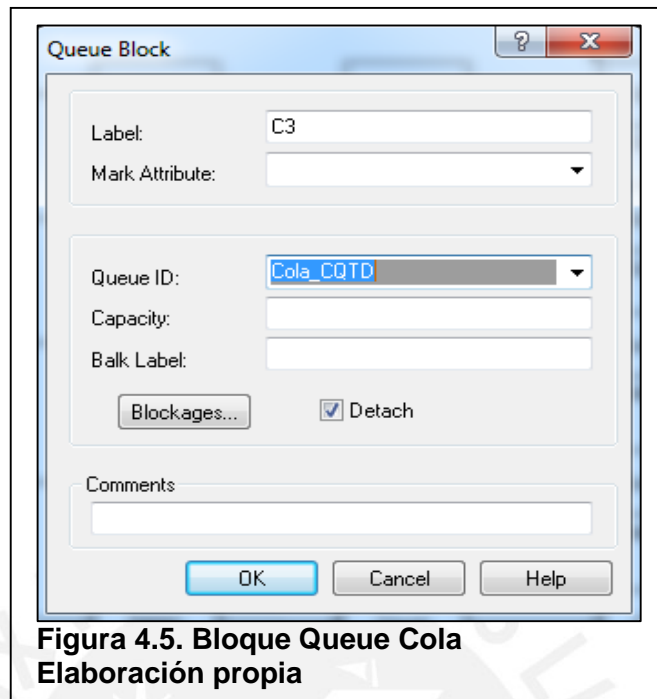 Queue Block
Label: C3
Mark Attribute:
Queue ID: Cola_CQTD
Capacity:
Balk Label:
Blockages... Detach
Comments
OK Cancel Help
Figura 4.5. Bloque Queue Cola
Elaboración propia